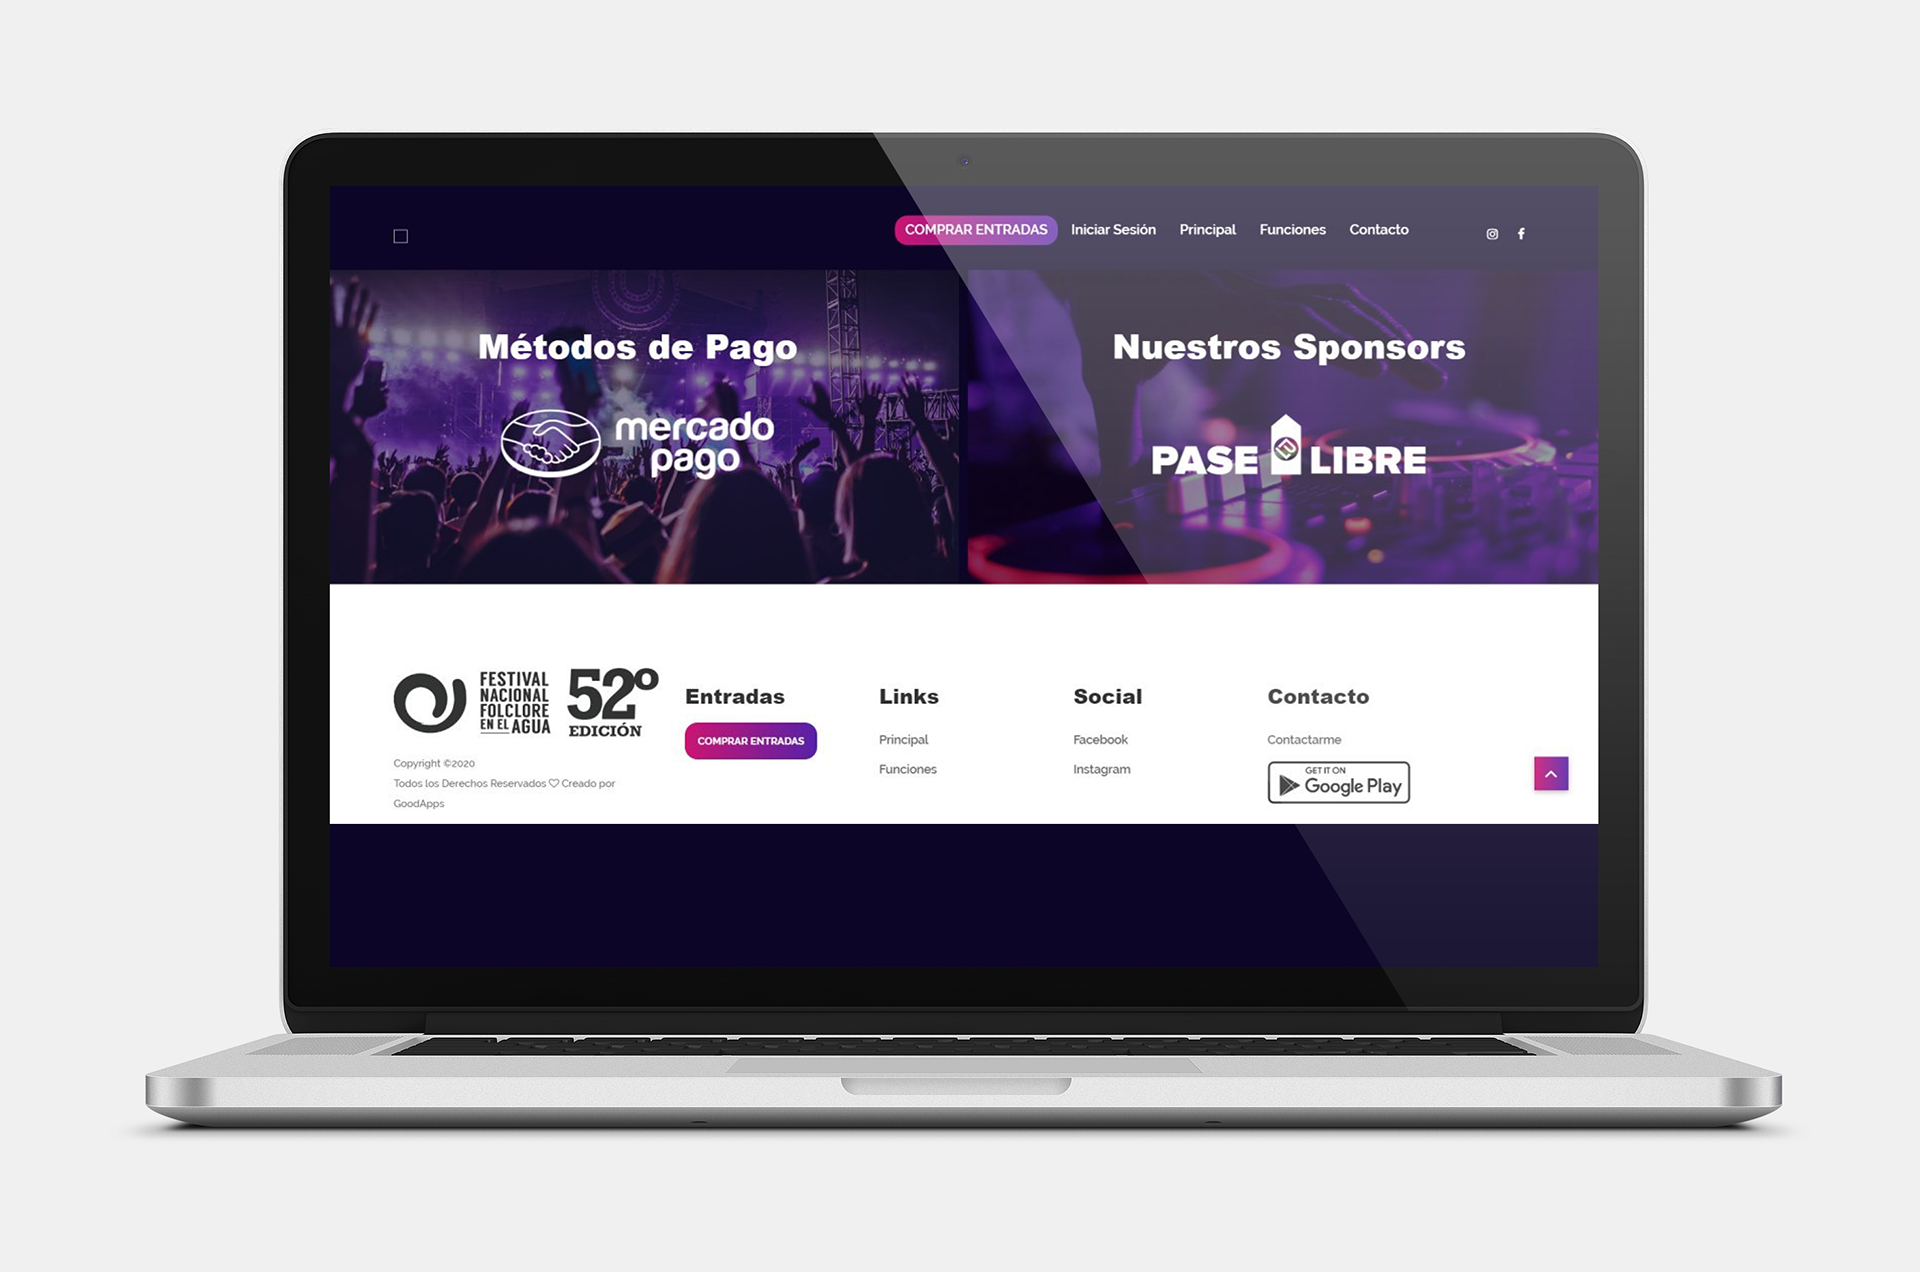 COMPRAR ENTRADAS Iniciar Sesión Principal Funciones Contacto
Métodos de Pago
mercado
pago
Nuestros Sponsors
PASE LIBRE
FESTIVAL
NACIONAL
FOLCLORE
EN EL AGUA
52º
EDICIÓN
Copyright ©2020
Todos los Derechos Reservados ♡ Creado por
GoodApps
Entradas
COMPRAR ENTRADAS
Links
Principal
Funciones
Social
Facebook
Instagram
Contacto
Contactarme
GET IT ON
Google Play